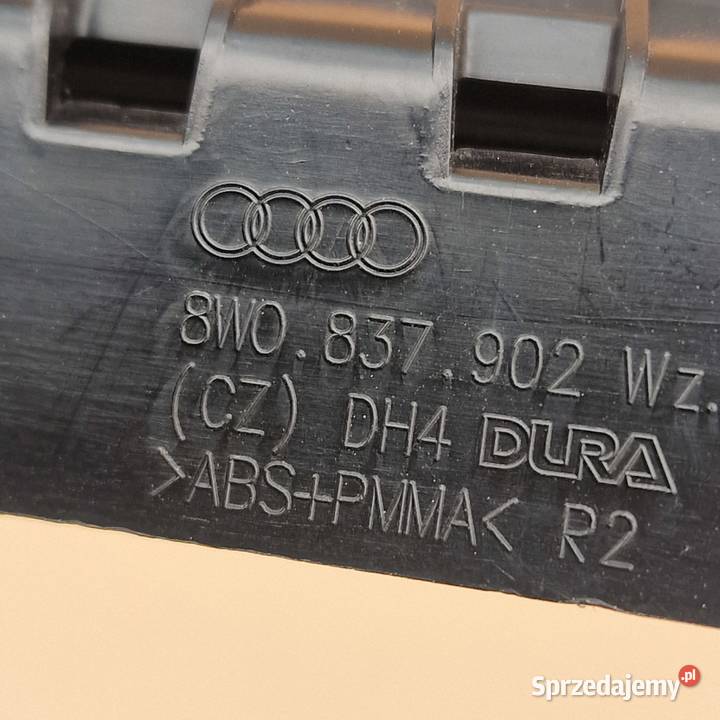 8W0.837.902 Wz.
(CZ) DH4 DURA
>ABS+PMMA< R2
Sprzedajemy.pl